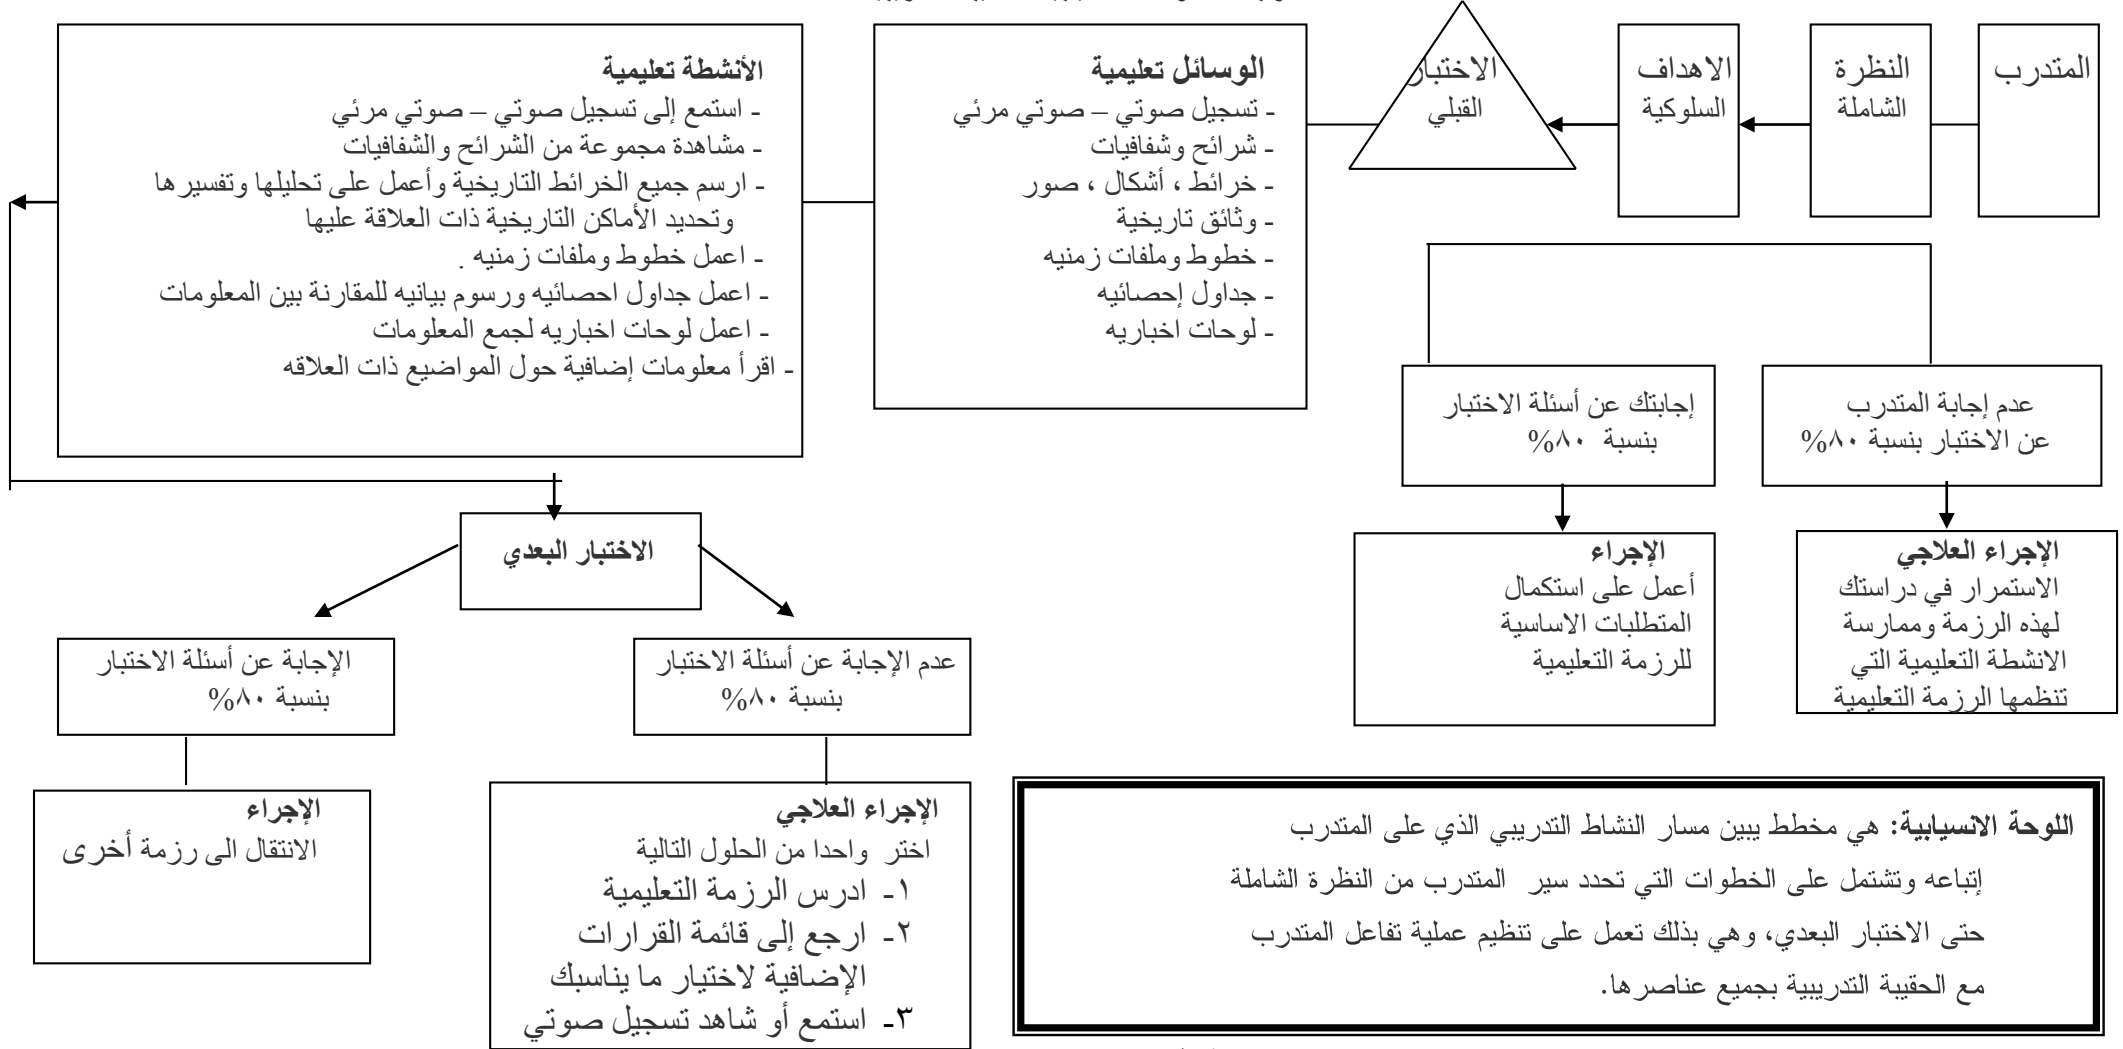 المتدرب
النظرة
الشاملة
الاهداف
السلوكية
الاختبار
القبلي
الوسائل تعليمية
- تسجيل صوتي – صوتي مرئي
- شرائح وشفافيات
- خرائط ، أشكال ، صور
- وثائق تاريخية
- خطوط وملفات زمنيه
- جداول إحصائيه
- لوحات اخباريه
الأنشطة تعليمية
- استمع إلى تسجيل صوتي – صوتي مرئي
- مشاهدة مجموعة من الشرائح والشفافيات
- ارسم جميع الخرائط التاريخية وأعمل على تحليلها وتفسيرها
وتحديد الأماكن التاريخية ذات العلاقة عليها
- اعمل خطوط وملفات زمنيه .
- اعمل جداول احصائيه ورسوم بيانيه للمقارنة بين المعلومات
- اعمل لوحات اخباريه لجمع المعلومات
- اقرأ معلومات إضافية حول المواضيع ذات العلاقه
عدم إجابة المتدرب
عن الاختبار بنسبة ٨٠%
إجابتك عن أسئلة الاختبار
بنسبة ٨٠%
الإجراء العلاجي
الاستمرار في دراستك
لهذه الرزمة وممارسة
الانشطة التعليمية التي
تنظمها الرزمة التعليمية
الإجراء
أعمل على استكمال
المتطلبات الاساسية
للرزمة التعليمية
الاختبار البعدي
عدم الإجابة عن أسئلة الاختبار
بنسبة ٨٠%
الإجابة عن أسئلة الاختبار
بنسبة ٨٠%
الإجراء العلاجي
اختر واحدا من الحلول التالية
١- ادرس الرزمة التعليمية
٢- ارجع إلى قائمة القرارات
الإضافية لاختيار ما يناسبك
٣- استمع أو شاهد تسجيل صوتي
الإجراء
الانتقال الى رزمة أخرى
اللوحة الانسيابية: هي مخطط يبين مسار النشاط التدريبي الذي على المتدرب
إتباعه وتشتمل على الخطوات التي تحدد سير المتدرب من النظرة الشاملة
حتى الاختبار البعدي، وهي بذلك تعمل على تنظيم عملية تفاعل المتدرب
مع الحقيبة التدريبية بجميع عناصرها.